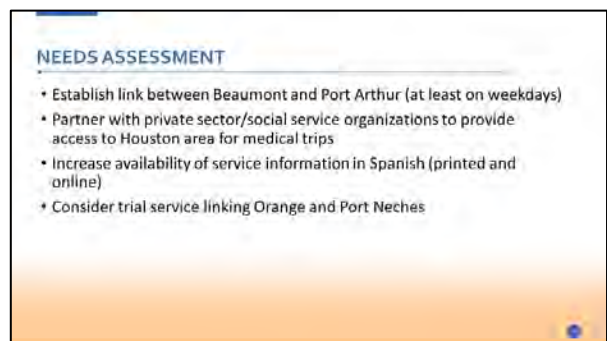 NEEDS ASSESSMENT
• Establish link between Beaumont and Port Arthur (at least on weekdays)
• Partner with private sector/social service organizations to provide
access to Houston area for medical trips
• Increase availability of service information in Spanish (printed and
online)
• Consider trial service linking Orange and Port Neches